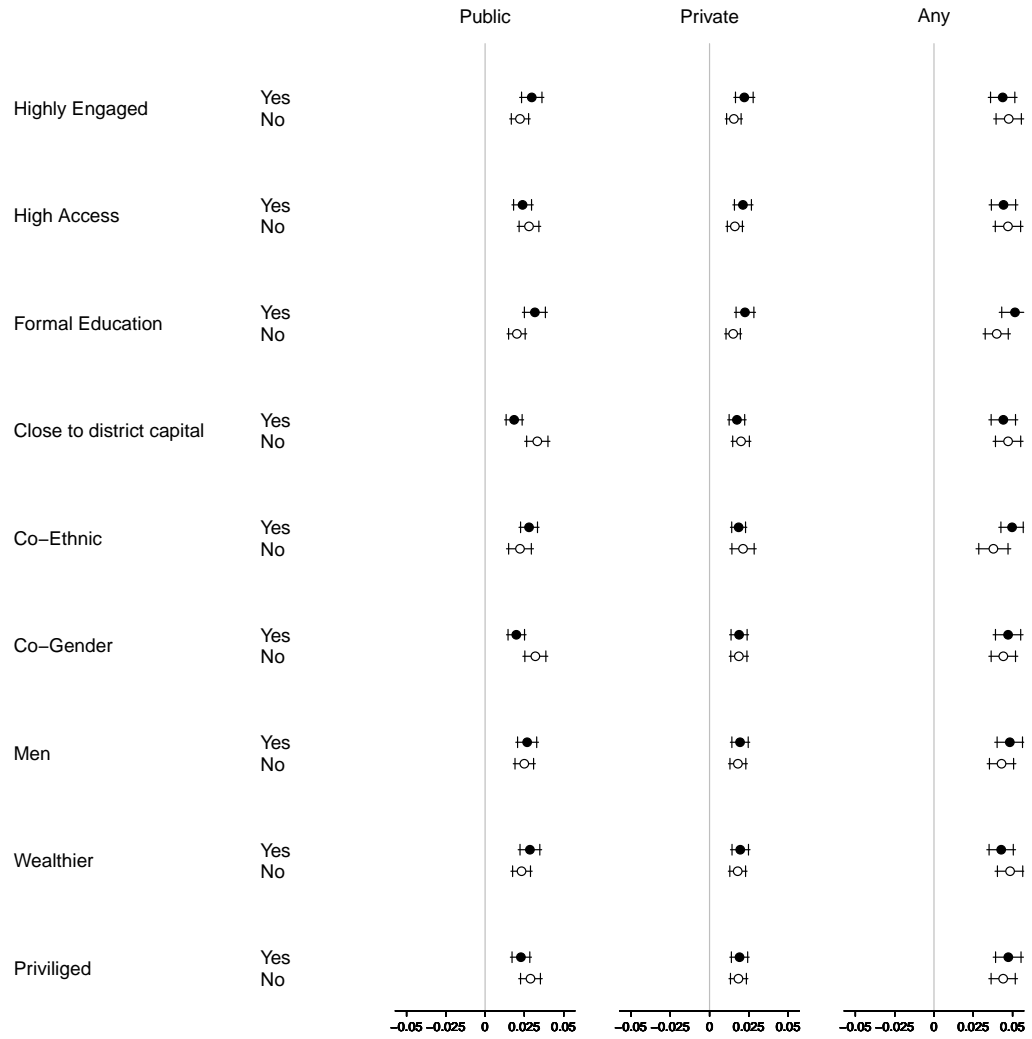 Public Private Any
Highly Engaged Yes
No
High Access Yes
No
Formal Education Yes
No
Close to district capital Yes
No
Co−Ethnic Yes
No
Co−Gender Yes
No
Men Yes
No
Wealthier Yes
No
Priviliged Yes
No
−0.05 −0.025 0 0.025 0.05 −0.05 −0.025 0 0.025 0.05 −0.05 −0.025 0 0.025 0.05